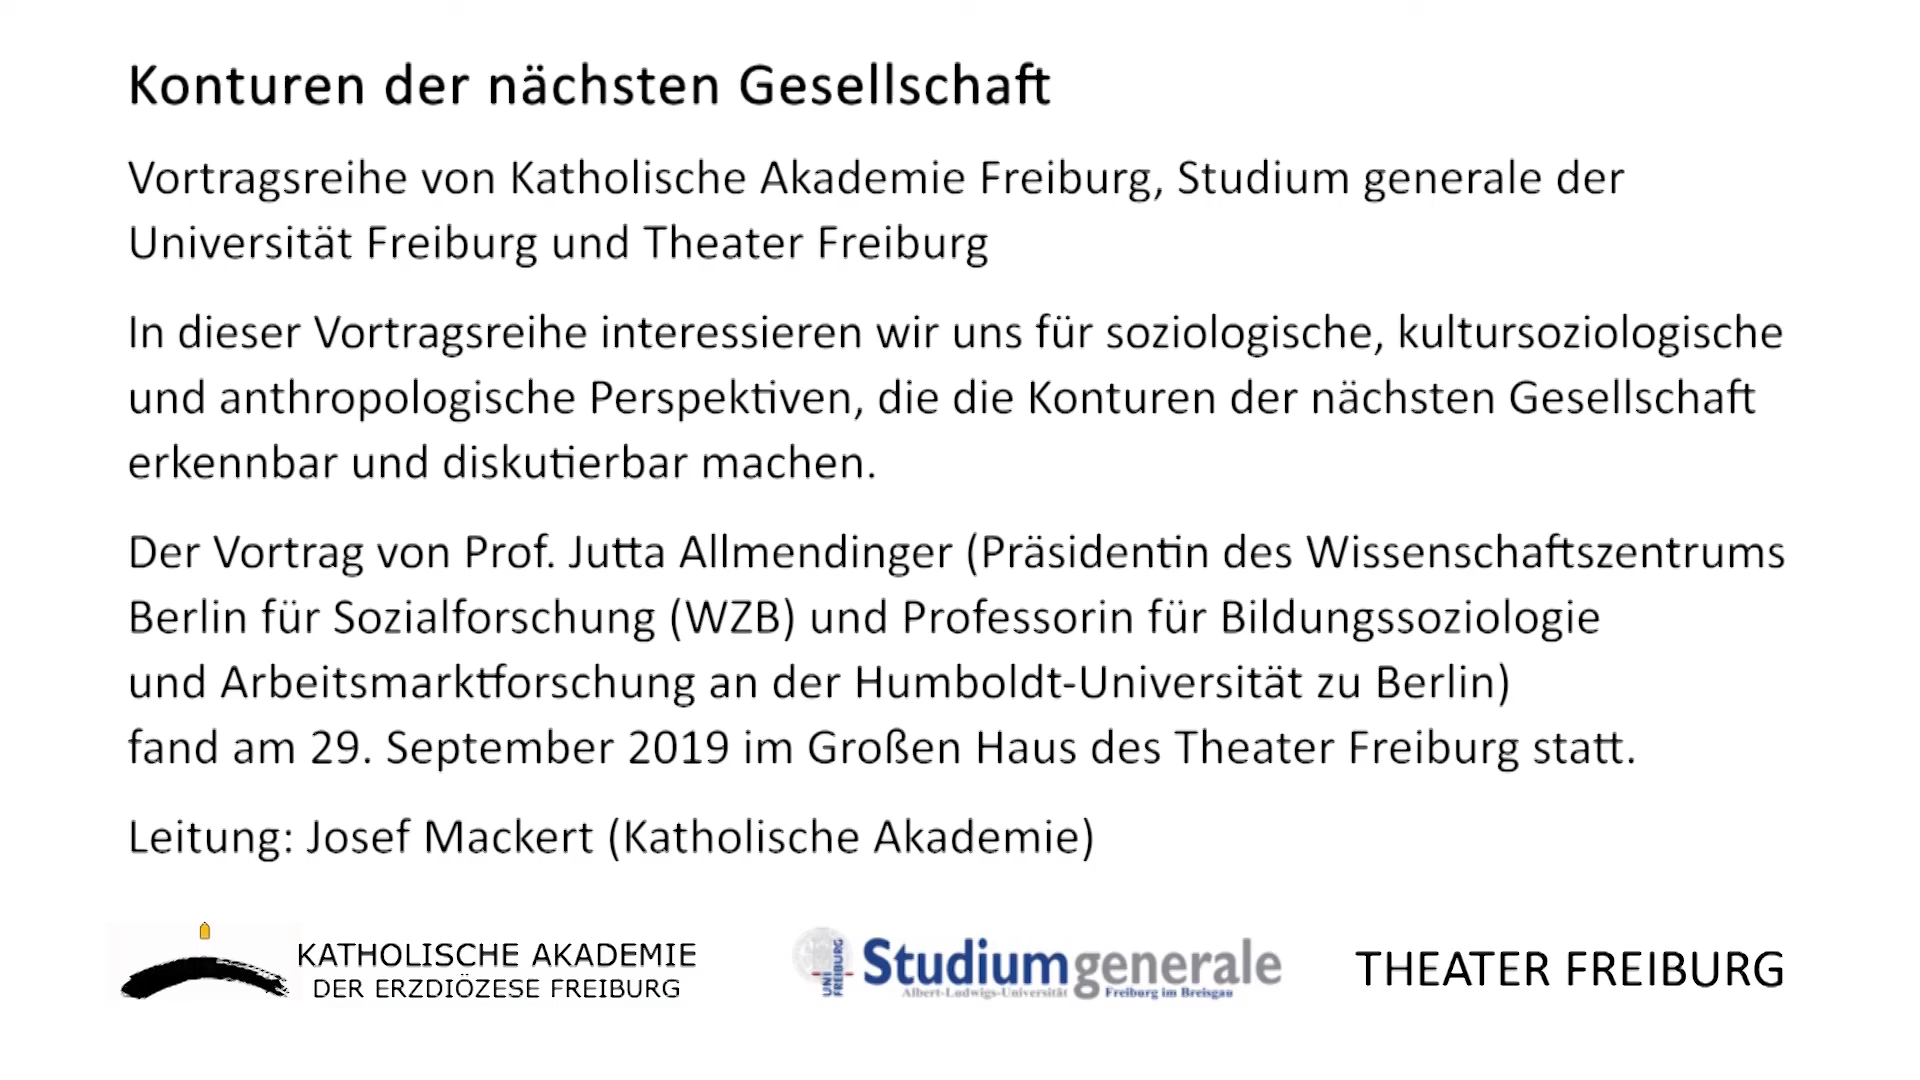 Konturen der nächsten Gesellschaft
Vortragsreihe von Katholische Akademie Freiburg, Studium generale der
Universität Freiburg und Theater Freiburg
In dieser Vortragsreihe interessieren wir uns für soziologische, kultursoziologische
und anthropologische Perspektiven, die die Konturen der nächsten Gesellschaft
erkennbar und diskutierbar machen.
Der Vortrag von Prof. Jutta Allmendinger (Präsidentin des Wissenschaftszentrums
Berlin für Sozialforschung (WZB) und Professorin für Bildungssoziologie
und Arbeitsmarktforschung an der Humboldt-Universität zu Berlin)
fand am 29. September 2019 im Großen Haus des Theater Freiburg statt.
Leitung: Josef Mackert (Katholische Akademie)
KATHOLISCHE AKADEMIE
DER ERZDIÖZESE FREIBURG
UNI FREIBURG
Studium generale
Albert-Ludwigs-Universität Freiburg im Breisgau
THEATER FREIBURG